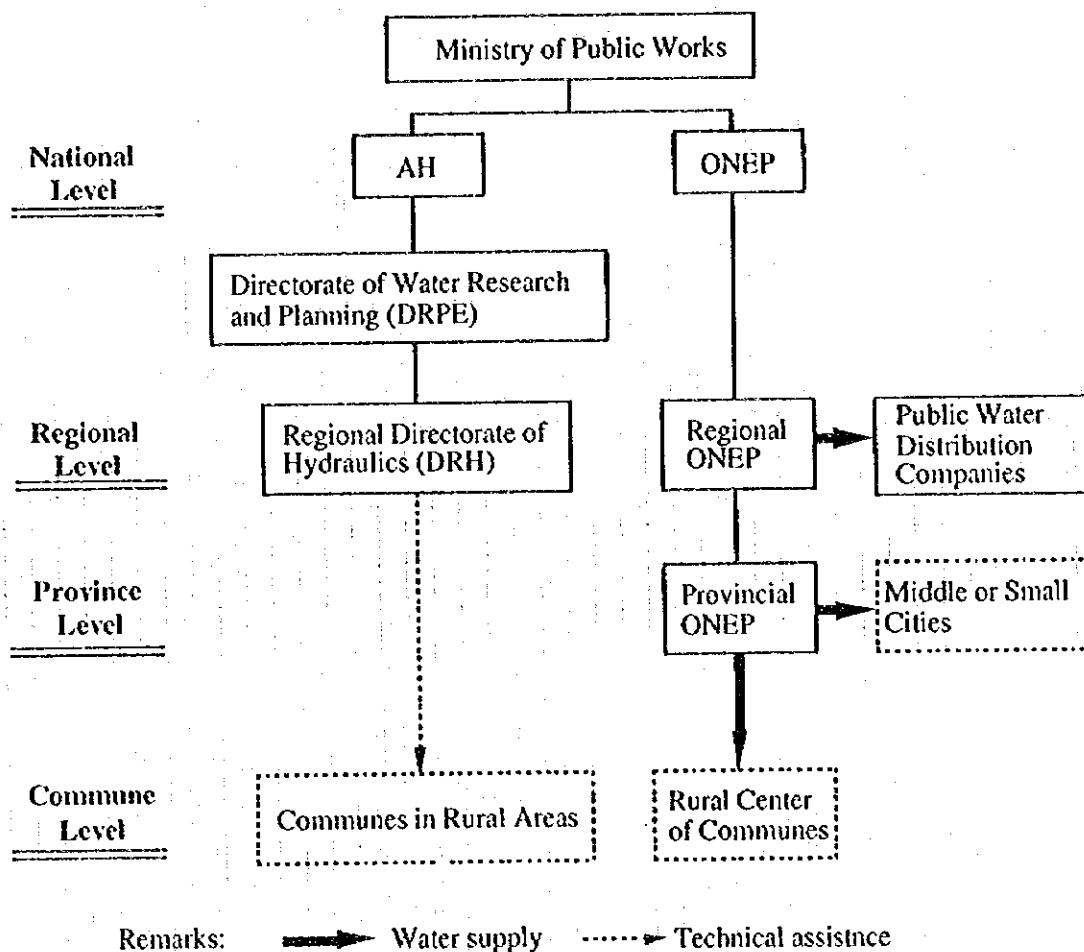 Ministry of Public Works
National
Level
AH
ONEP
Directorate of Water Research
and Planning (DRPE)
Regional
Level
Regional Directorate of
Hydraulics (DRH)
Regional
ONEP
Public Water
Distribution
Companies
Province
Level
Provincial
ONEP
Middle or Small
Cities
Commune
Level
Communes in Rural Areas
Rural Center
of Communes
Remarks: Water supply Technical assistnce